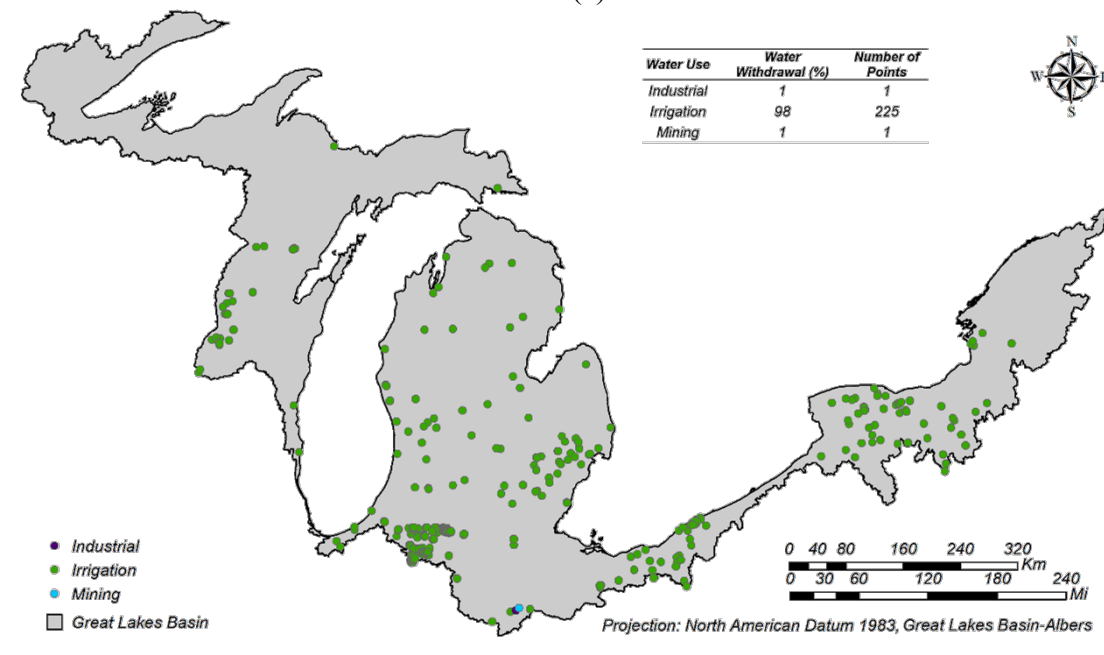 N
W
S
Water Use Water Withdrawal (%) Number of Points
Industrial 1 1
Irrigation 98 225
Mining 1 1
Industrial
Irrigation
Mining
Great Lakes Basin
0 40 80 160 240 320
Km
0 30 60 120 180 240
Mi
Projection: North American Datum 1983, Great Lakes Basin-Albers